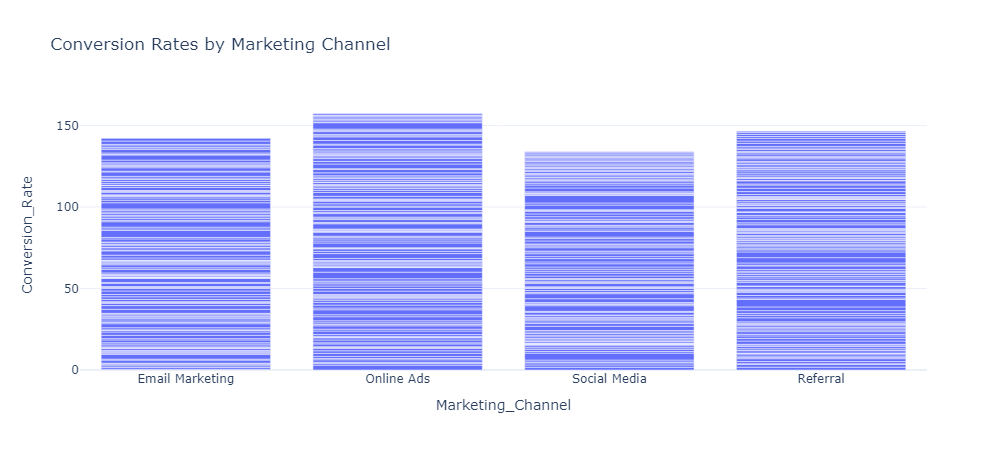 Conversion Rates by Marketing Channel
150
100
50
0
Conversion_Rate
Email Marketing
Online Ads
Social Media
Referral
Marketing_Channel